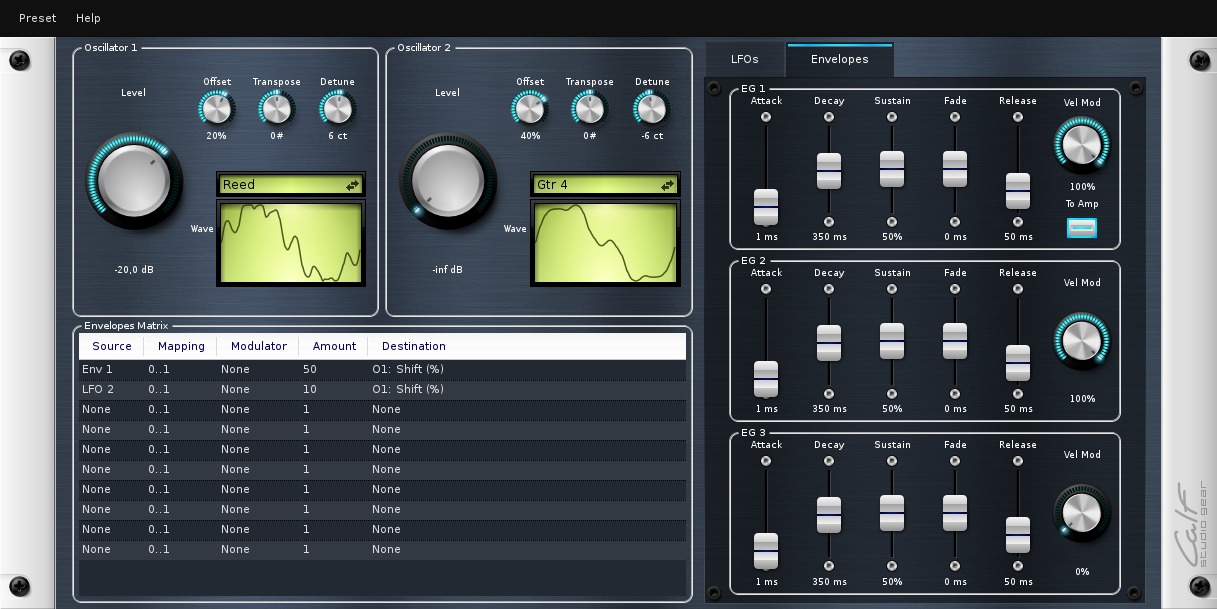 Preset Help
Oscillator 1
Level
Offset Transpose Detune
20% 0# 6 ct
Reed
Wave
-20,0 dB
Oscillator 2
Level
Offset Transpose Detune
40% 0# -6 ct
Gtr 4
Wave
-inf dB
Envelopes Matrix
Source Mapping Modulator Amount Destination
Env 1 0..1 None 50 O1: Shift (%)
LFO 2 0..1 None 10 O1: Shift (%)
None 0..1 None 1 None
None 0..1 None 1 None
None 0..1 None 1 None
None 0..1 None 1 None
None 0..1 None 1 None
None 0..1 None 1 None
None 0..1 None 1 None
None 0..1 None 1 None
LFOs Envelopes
EG 1
Attack Decay Sustain Fade Release Vel Mod
100%
To Amp
1 ms 350 ms 50% 0 ms 50 ms
EG 2
Attack Decay Sustain Fade Release Vel Mod
100%
1 ms 350 ms 50% 0 ms 50 ms
EG 3
Attack Decay Sustain Fade Release Vel Mod
0%
1 ms 350 ms 50% 0 ms 50 ms
Calf
studio gear